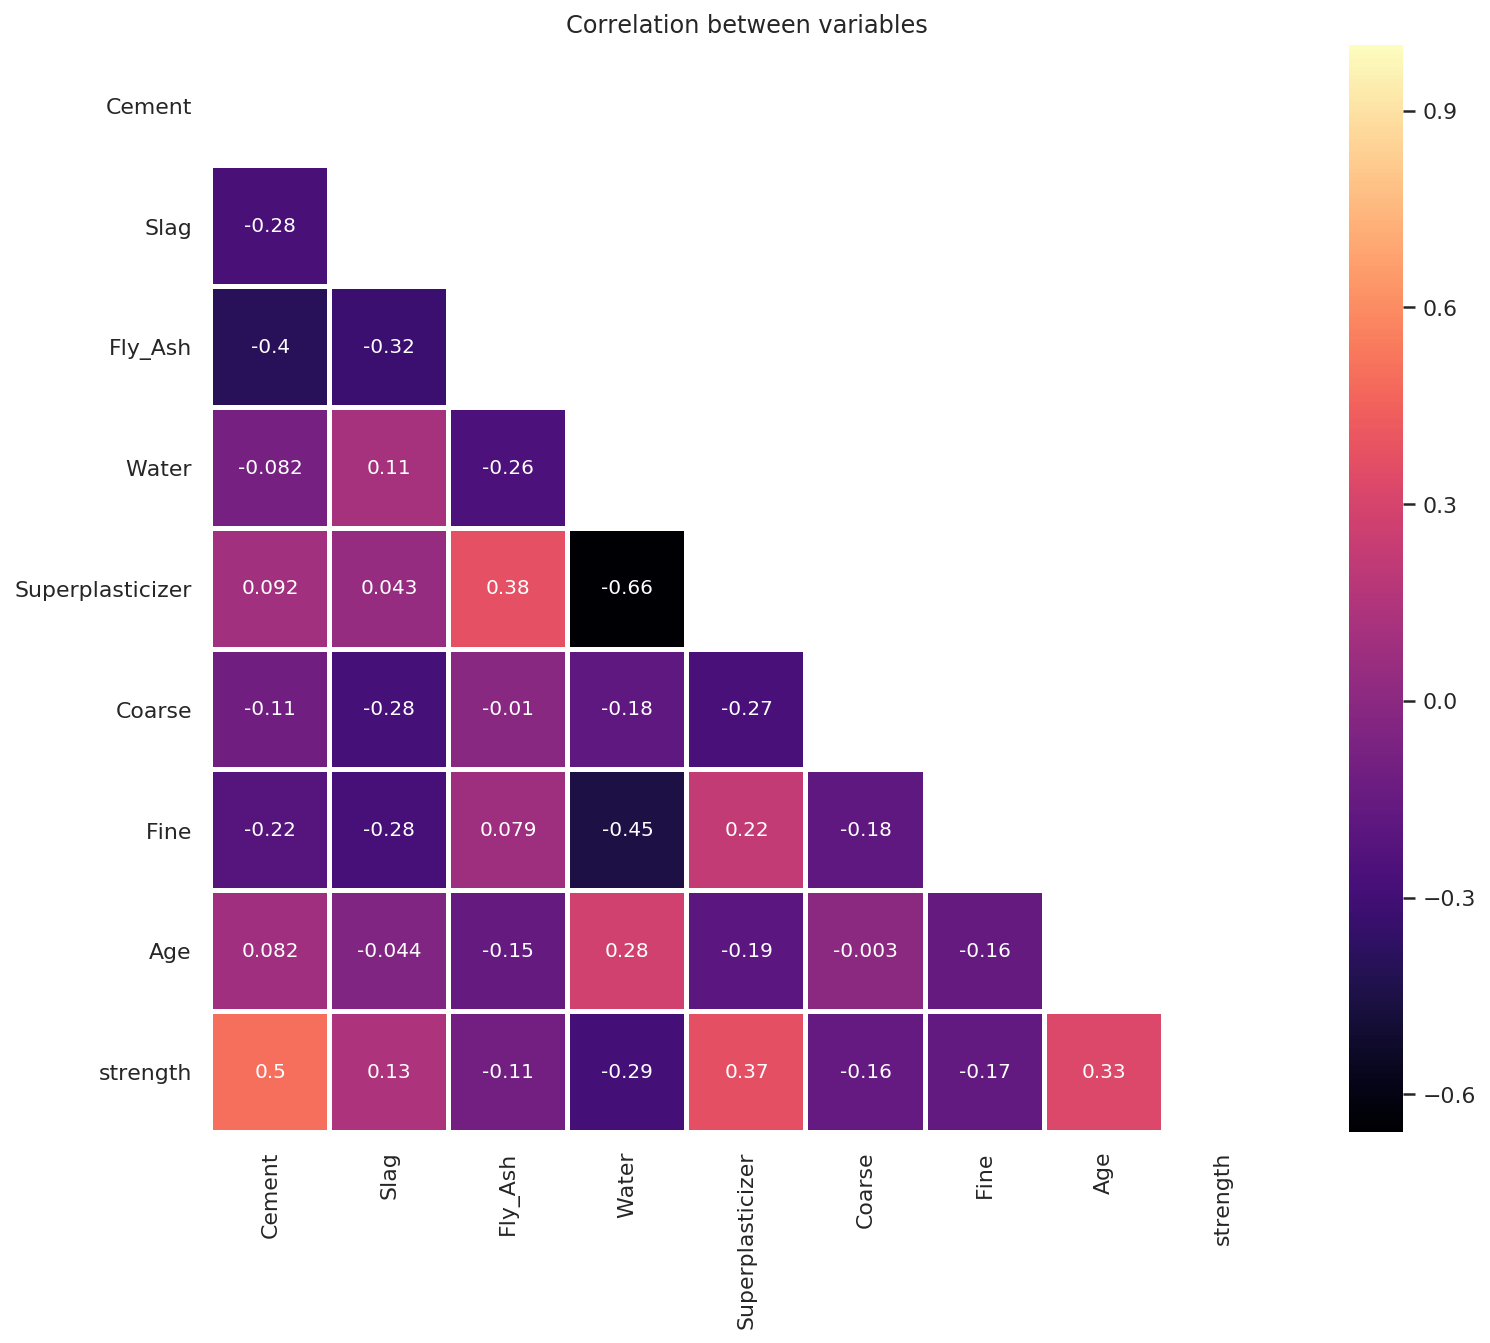 Correlation between variables
Cement
Slag
-0.28
Fly_Ash
-0.4 -0.32
Water
-0.082 0.11 -0.26
Superplasticizer
0.092 0.043 0.38 -0.66
Coarse
-0.11 -0.28 -0.01 -0.18 -0.27
Fine
-0.22 -0.28 0.079 -0.45 0.22 -0.18
Age
0.082 -0.044 -0.15 0.28 -0.19 -0.003 -0.16
strength
0.5 0.13 -0.11 -0.29 0.37 -0.16 -0.17 0.33
Cement
Slag
Fly_Ash
Water
Superplasticizer
Coarse
Fine
Age
strength
0.9
0.6
0.3
0.0
−0.3
−0.6